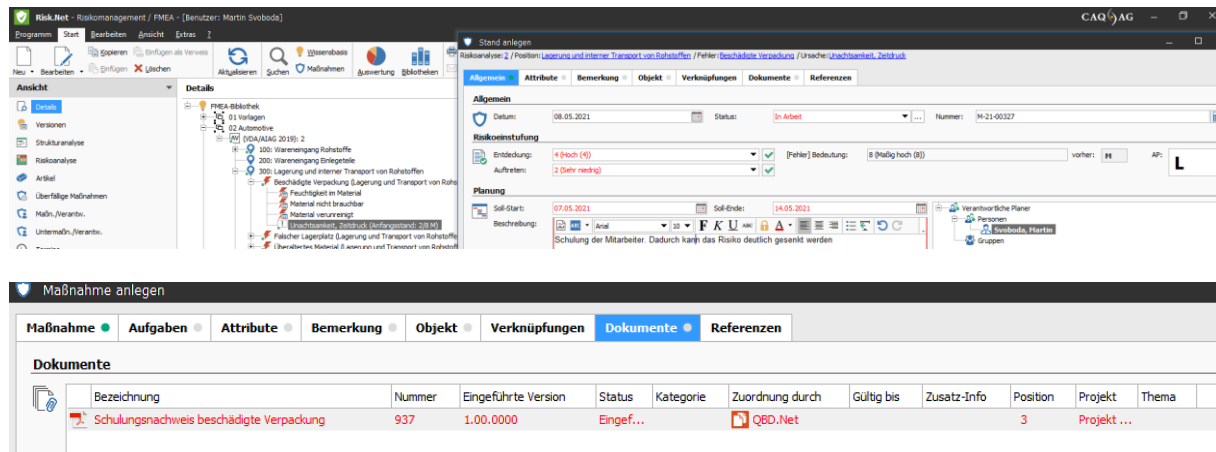 Risk.Net - Risikomanagement / FMEA - [Benutzer: Martin Svoboda]
CAQ AG
Programm Start Bearbeiten Ansicht Extras ?
Neu Bearbeiten Kopieren Einfügen als Verweis Einfügen Löschen Aktualisieren Suchen Wissensbasis Maßnahmen Auswertung Bibliotheken
Ansicht
Details
Versionen
Strukturanalyse
Risikoanalyse
Artikel
Überfällige Maßnahmen
Maßn./Verantw.
Untermaßn./Verantw.
Termine
Details
FMEA-Bibliothek
01 Vorlagen
02 Automotive
(VDA/AIAG 2019): 2
100: Wareneingang Rohstoffe
200: Wareneingang Einlegeteile
300: Lagerung und interner Transport von Rohstoffen
Beschädigte Verpackung (Lagerung und Transport von Rohs
Feuchtigkeit im Material
Material nicht brauchbar
Material verunreinigt
Unachtsamkeit, Zeitdruck (Anfangsstand: 2/8 M)
Falscher Lagerplatz (Lagerung und Transport von Rohstoffe
Überaltertes Material (Lagerung und Transport von Rohstoff
Stand anlegen
Risikoanalyse: 2 / Position: Lagerung und interner Transport von Rohstoffen / Fehler: Beschädigte Verpackung / Ursache: Unachtsamkeit, Zeitdruck
Allgemein Attribute Bemerkung Objekt Verknüpfungen Dokumente Referenzen
Allgemein
Datum: 08.05.2021 Status: In Arbeit ... Nummer: M-21-00327
Risikoeinstufung
Entdeckung: 4 (Hoch (4)) [Fehler] Bedeutung: 8 (Mäßig hoch (8)) vorher: M AP: L
Auftreten: 2 (Sehr niedrig)
Planung
Soll-Start: 07.05.2021 Soll-Ende: 14.05.2021 Verantwortliche Planer
Personen
Svoboda, Martin
Gruppen
Beschreibung: Arial 10 F K U ABC A
Schulung der Mitarbeiter. Dadurch kann das Risiko deutlich gesenkt werden
Maßnahme anlegen
Maßnahme Aufgaben Attribute Bemerkung Objekt Verknüpfungen Dokumente Referenzen
Dokumente
Bezeichnung Nummer Eingeführte Version Status Kategorie Zuordnung durch Gültig bis Zusatz-Info Position Projekt Thema
Schulungsnachweis beschädigte Verpackung 937 1.00.0000 Eingef... QBD.Net 3 Projekt ...